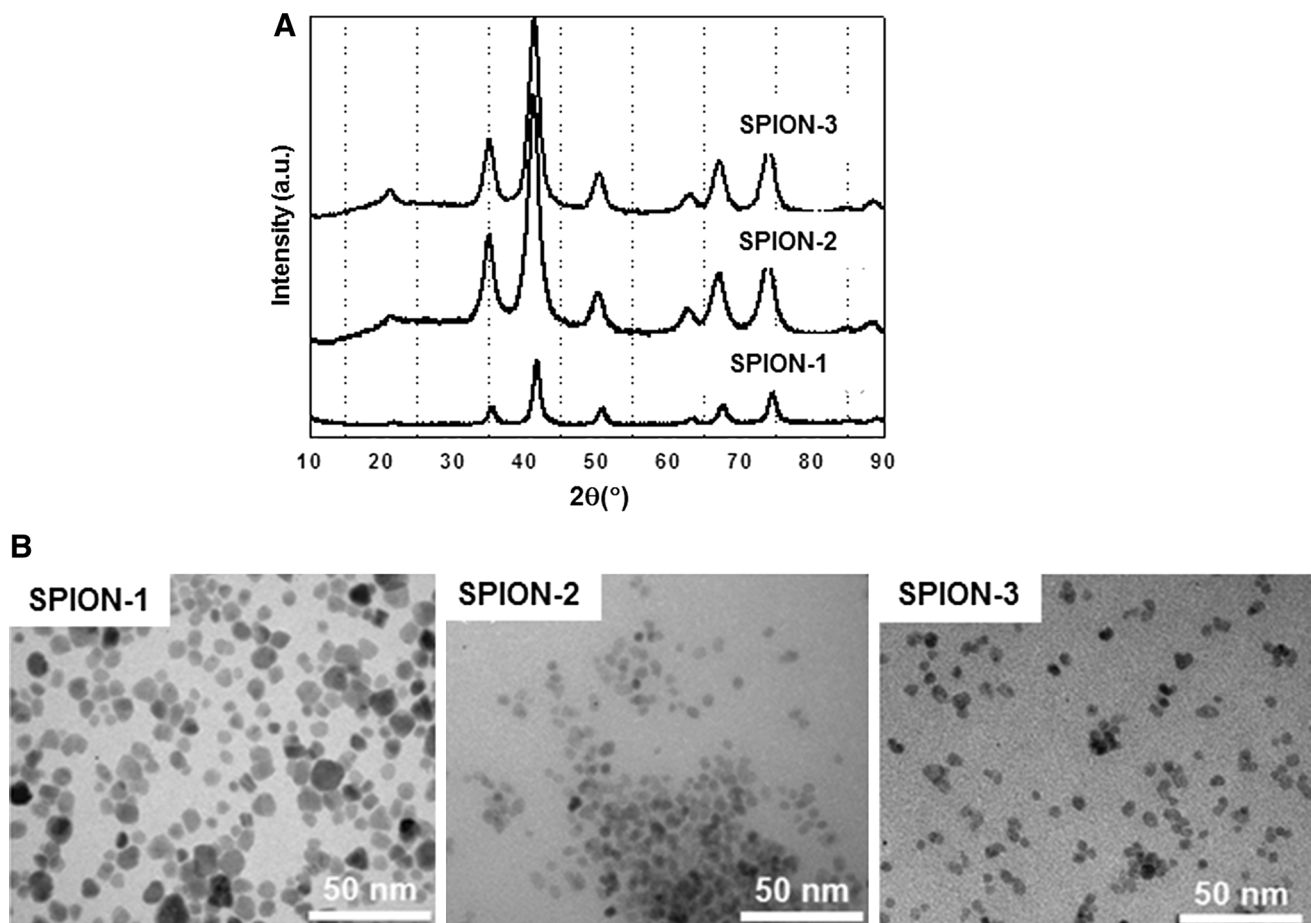 A
Intensity (a.u.)
SPION-3
SPION-2
SPION-1
10 20 30 40 50 60 70 80 90
2θ(°)
B
SPION-1
SPION-2
SPION-3
50 nm
50 nm
50 nm